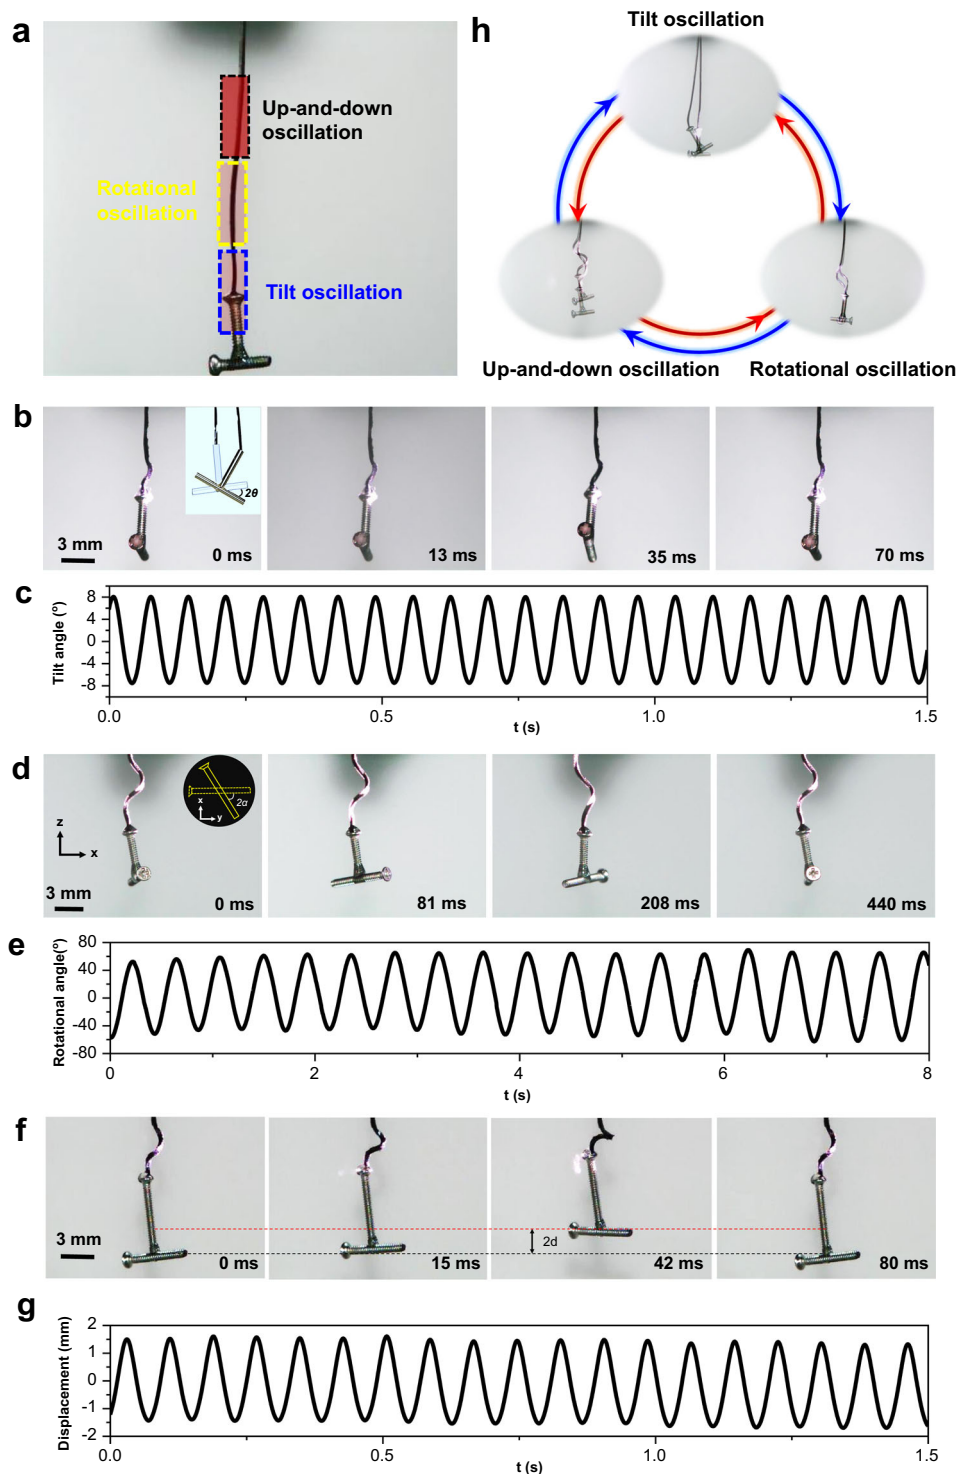 a
Up-and-down
oscillation
Rotational
oscillation
Tilt oscillation
h
Tilt oscillation
Up-and-down oscillation
Rotational oscillation
b
2θ
3 mm
0 ms
13 ms
35 ms
70 ms
c
Tilt angle (°)
8
4
0
-4
-8
0.0
0.5
1.0
1.5
t (s)
d
2α
x
y
z
x
3 mm
0 ms
81 ms
208 ms
440 ms
e
Rotational angle(°)
80
40
0
-40
-80
0
2
4
6
8
t (s)
f
2d
3 mm
0 ms
15 ms
42 ms
80 ms
g
Displacement (mm)
2
1
0
-1
-2
0.0
0.5
1.0
1.5
t (s)